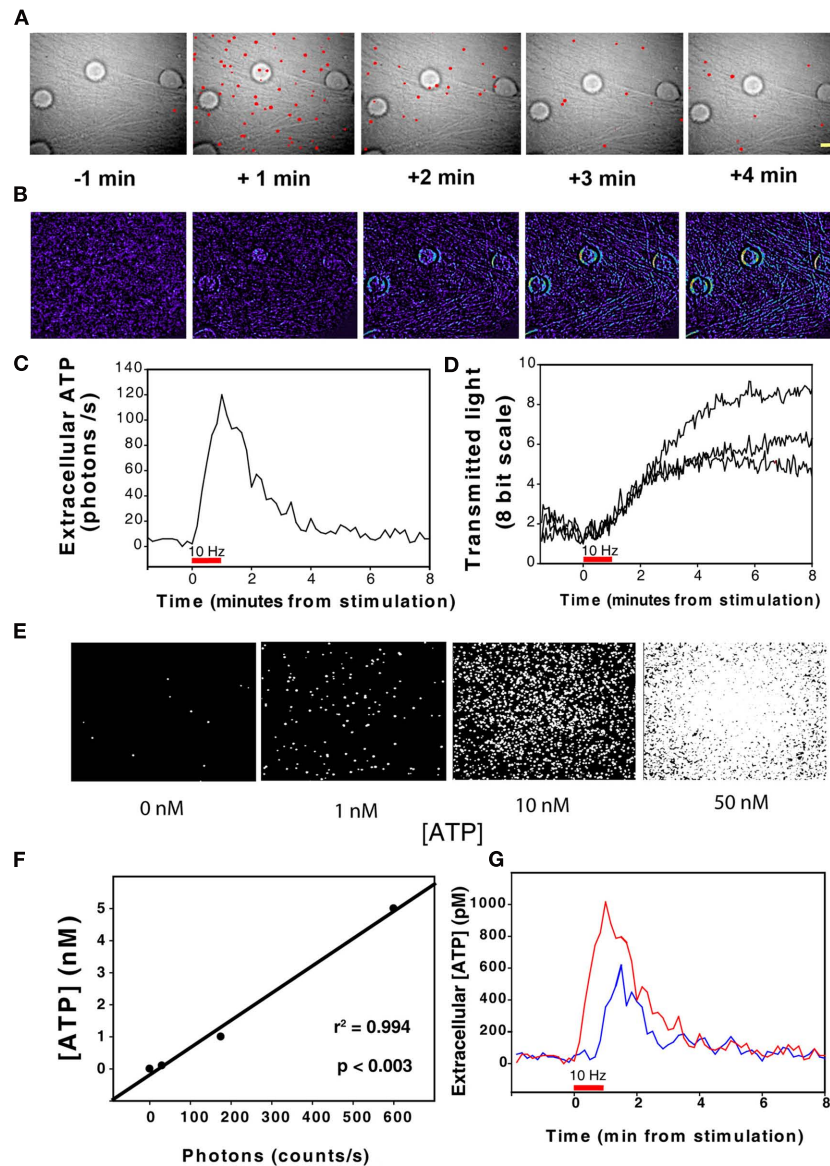 A
-1 min
+ 1 min
+2 min
+3 min
+4 min
B
C
Extracellular ATP
(photons /s)
140
120
100
80
60
40
20
0
10 Hz
0
2
4
6
8
Time (minutes from stimulation)
D
Transmitted light
(8 bit scale)
10
8
6
4
2
0
10 Hz
0
2
4
6
8
Time (minutes from stimulation)
E
0 nM
1 nM
10 nM
50 nM
[ATP]
F
[ATP] (nM)
5
4
3
2
1
0
r² = 0.994
p < 0.003
0
100
200
300
400
500
600
Photons (counts/s)
G
Extracellular [ATP] (pM)
1000
800
600
400
200
0
10 Hz
0
2
4
6
8
Time (min from stimulation)